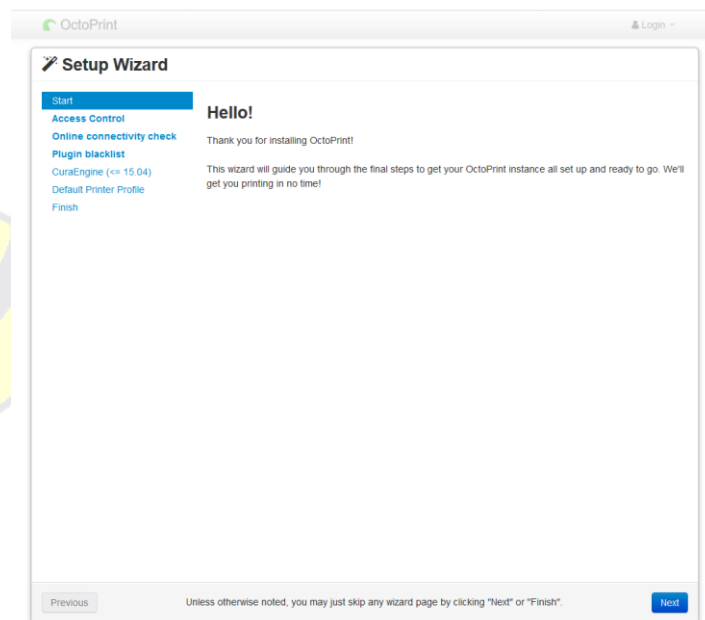 OctoPrint
Login
Setup Wizard
Start
Access Control
Online connectivity check
Plugin blacklist
CuraEngine (<= 15.04)
Default Printer Profile
Finish
Hello!
Thank you for installing OctoPrint!
This wizard will guide you through the final steps to get your OctoPrint instance all set up and ready to go. We'll
get you printing in no time!
Previous
Unless otherwise noted, you may just skip any wizard page by clicking "Next" or "Finish".
Next